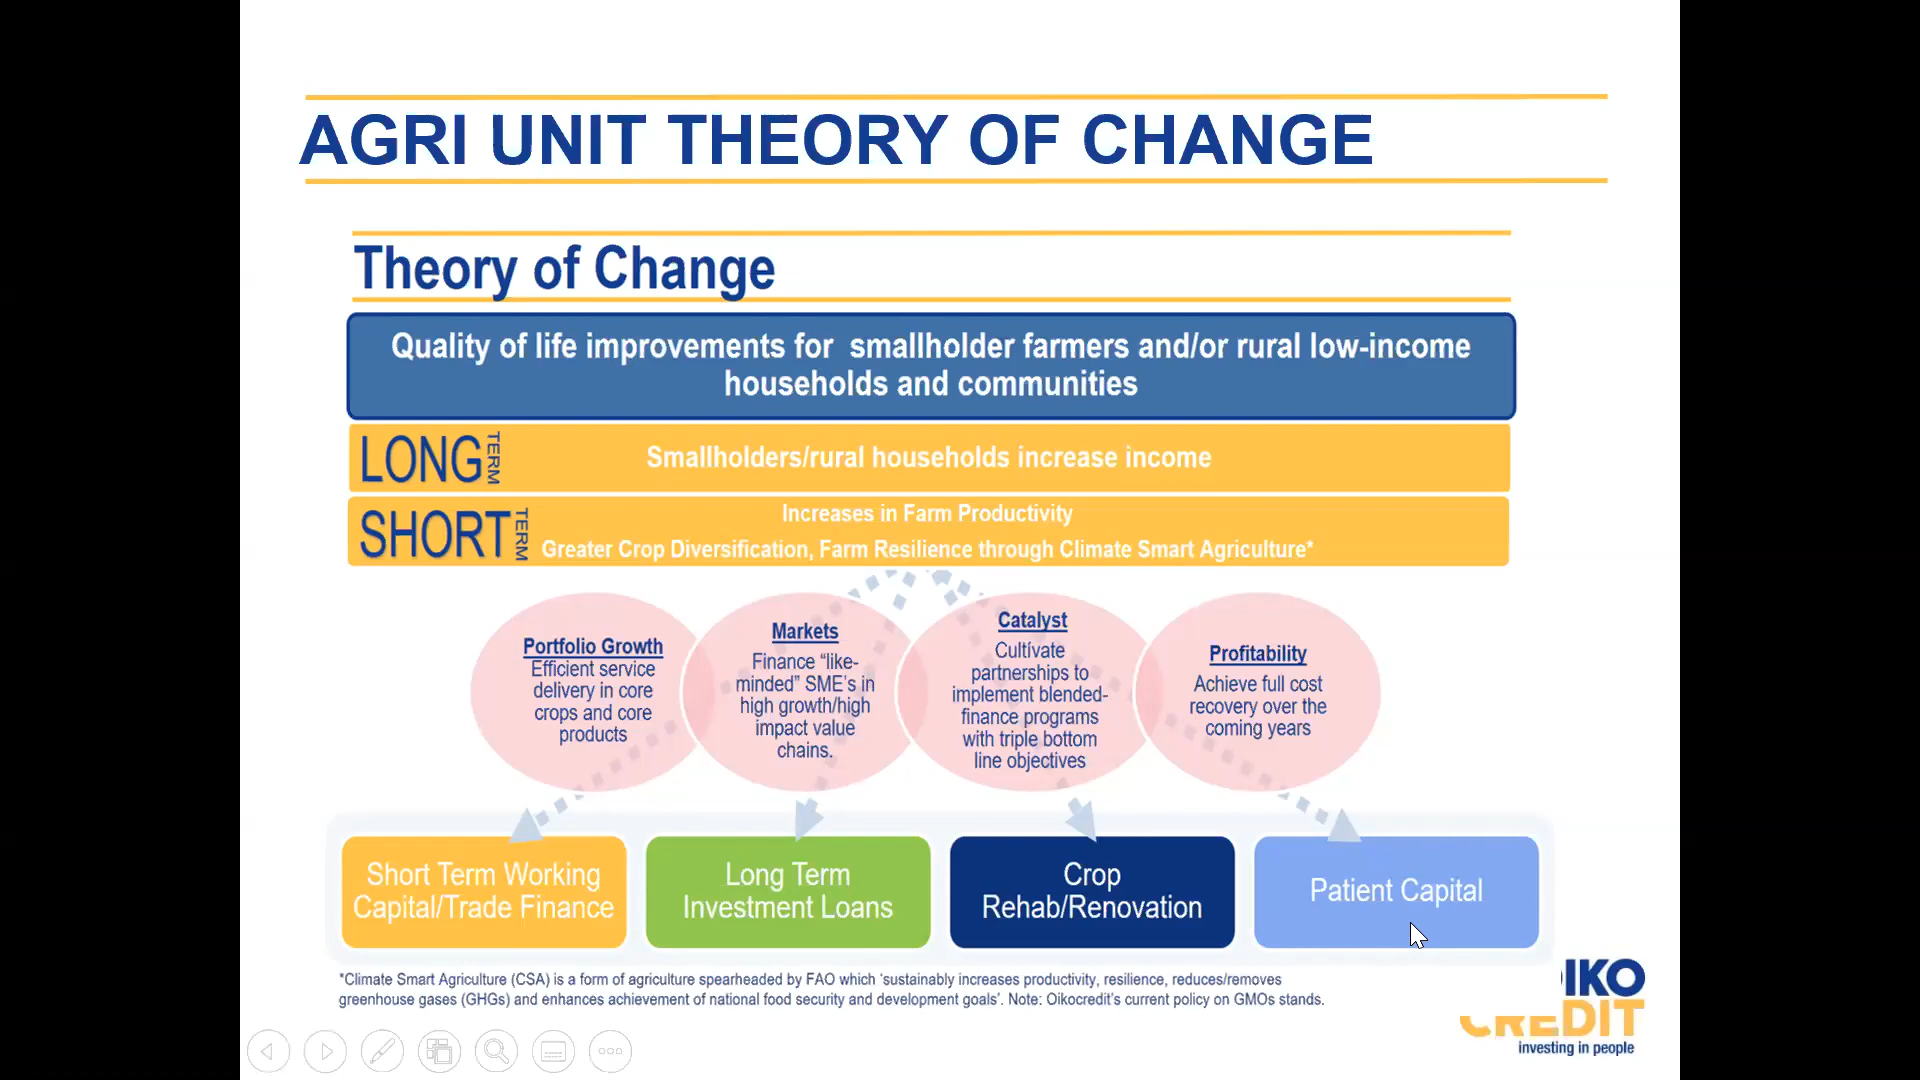 AGRI UNIT THEORY OF CHANGE
Theory of Change
Quality of life improvements for smallholder farmers and/or rural low-income
households and communities
LONG TERM
Smallholders/rural households increase income
SHORT TERM
Increases in Farm Productivity
Greater Crop Diversification, Farm Resilience through Climate Smart Agriculture*
Portfolio Growth
Efficient service
delivery in core
crops and core
products
Markets
Finance “like-
minded” SME’s in
high growth/high
impact value
chains.
Catalyst
Cultivate
partnerships to
implement blended-
finance programs
with triple bottom
line objectives
Profitability
Achieve full cost
recovery over the
coming years
Short Term Working
Capital/Trade Finance
Long Term
Investment Loans
Crop
Rehab/Renovation
Patient Capital
*Climate Smart Agriculture (CSA) is a form of agriculture spearheaded by FAO which ‘sustainably increases productivity, resilience, reduces/removes
greenhouse gases (GHGs) and enhances achievement of national food security and development goals’. Note: Oikocredit’s current policy on GMOs stands.
OIKO
CREDIT
investing in people